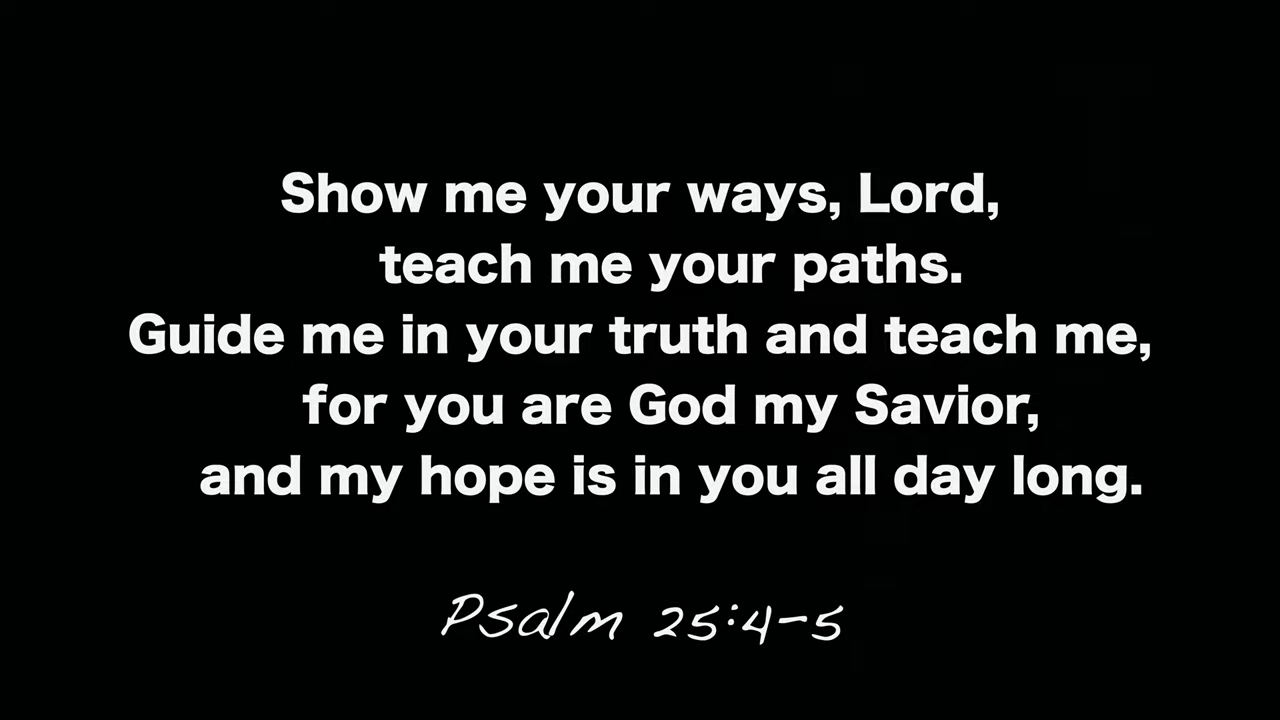 Show me your ways, Lord,
teach me your paths.
Guide me in your truth and teach me,
for you are God my Savior,
and my hope is in you all day long.
Psalm 25:4-5